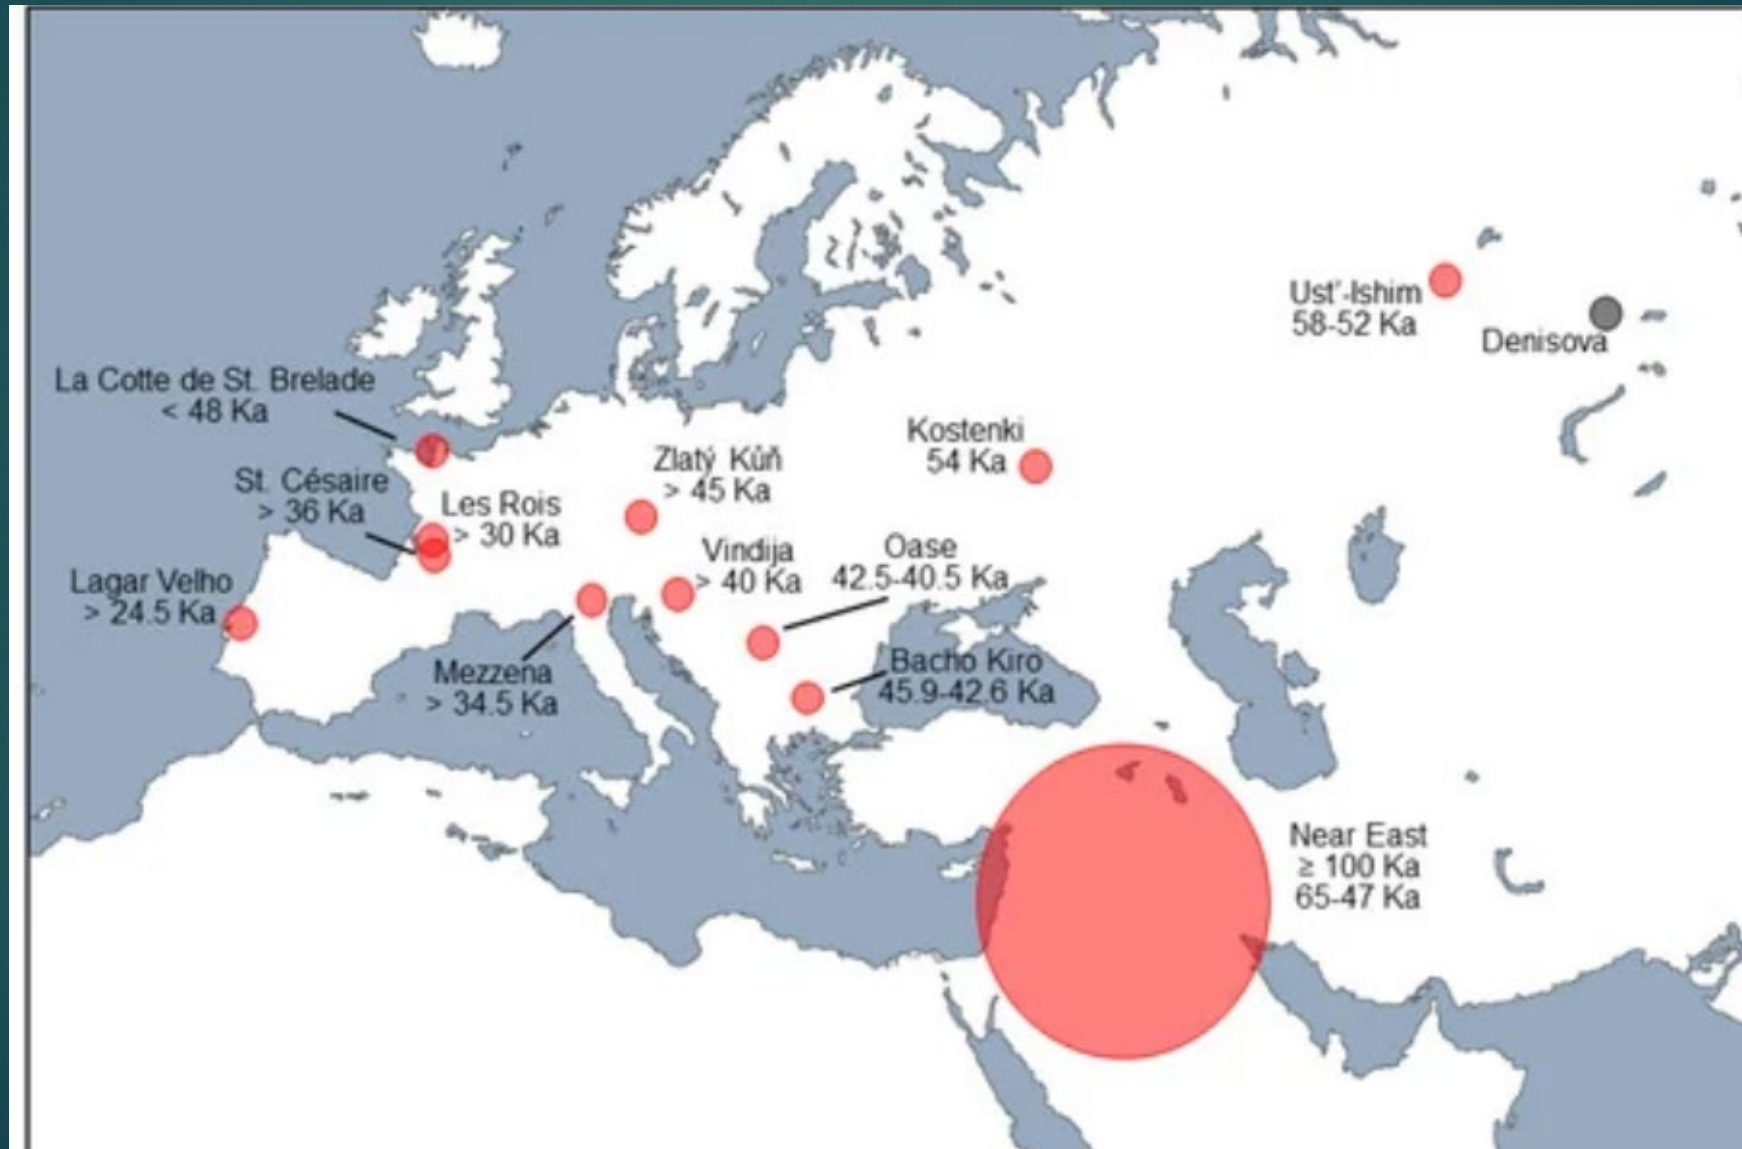 Ust'-Ishim
58-52 Ka
Denisova
La Cotte de St. Brelade
< 48 Ka
Kostenki
54 Ka
Zlatý Kůň
> 45 Ka
St. Césaire
> 36 Ka
Les Rois
> 30 Ka
Vindija
> 40 Ka
Oase
42.5-40.5 Ka
Lagar Velho
> 24.5 Ka
Mezzena
> 34.5 Ka
Bacho Kiro
45.9-42.6 Ka
Near East
≥ 100 Ka
65-47 Ka